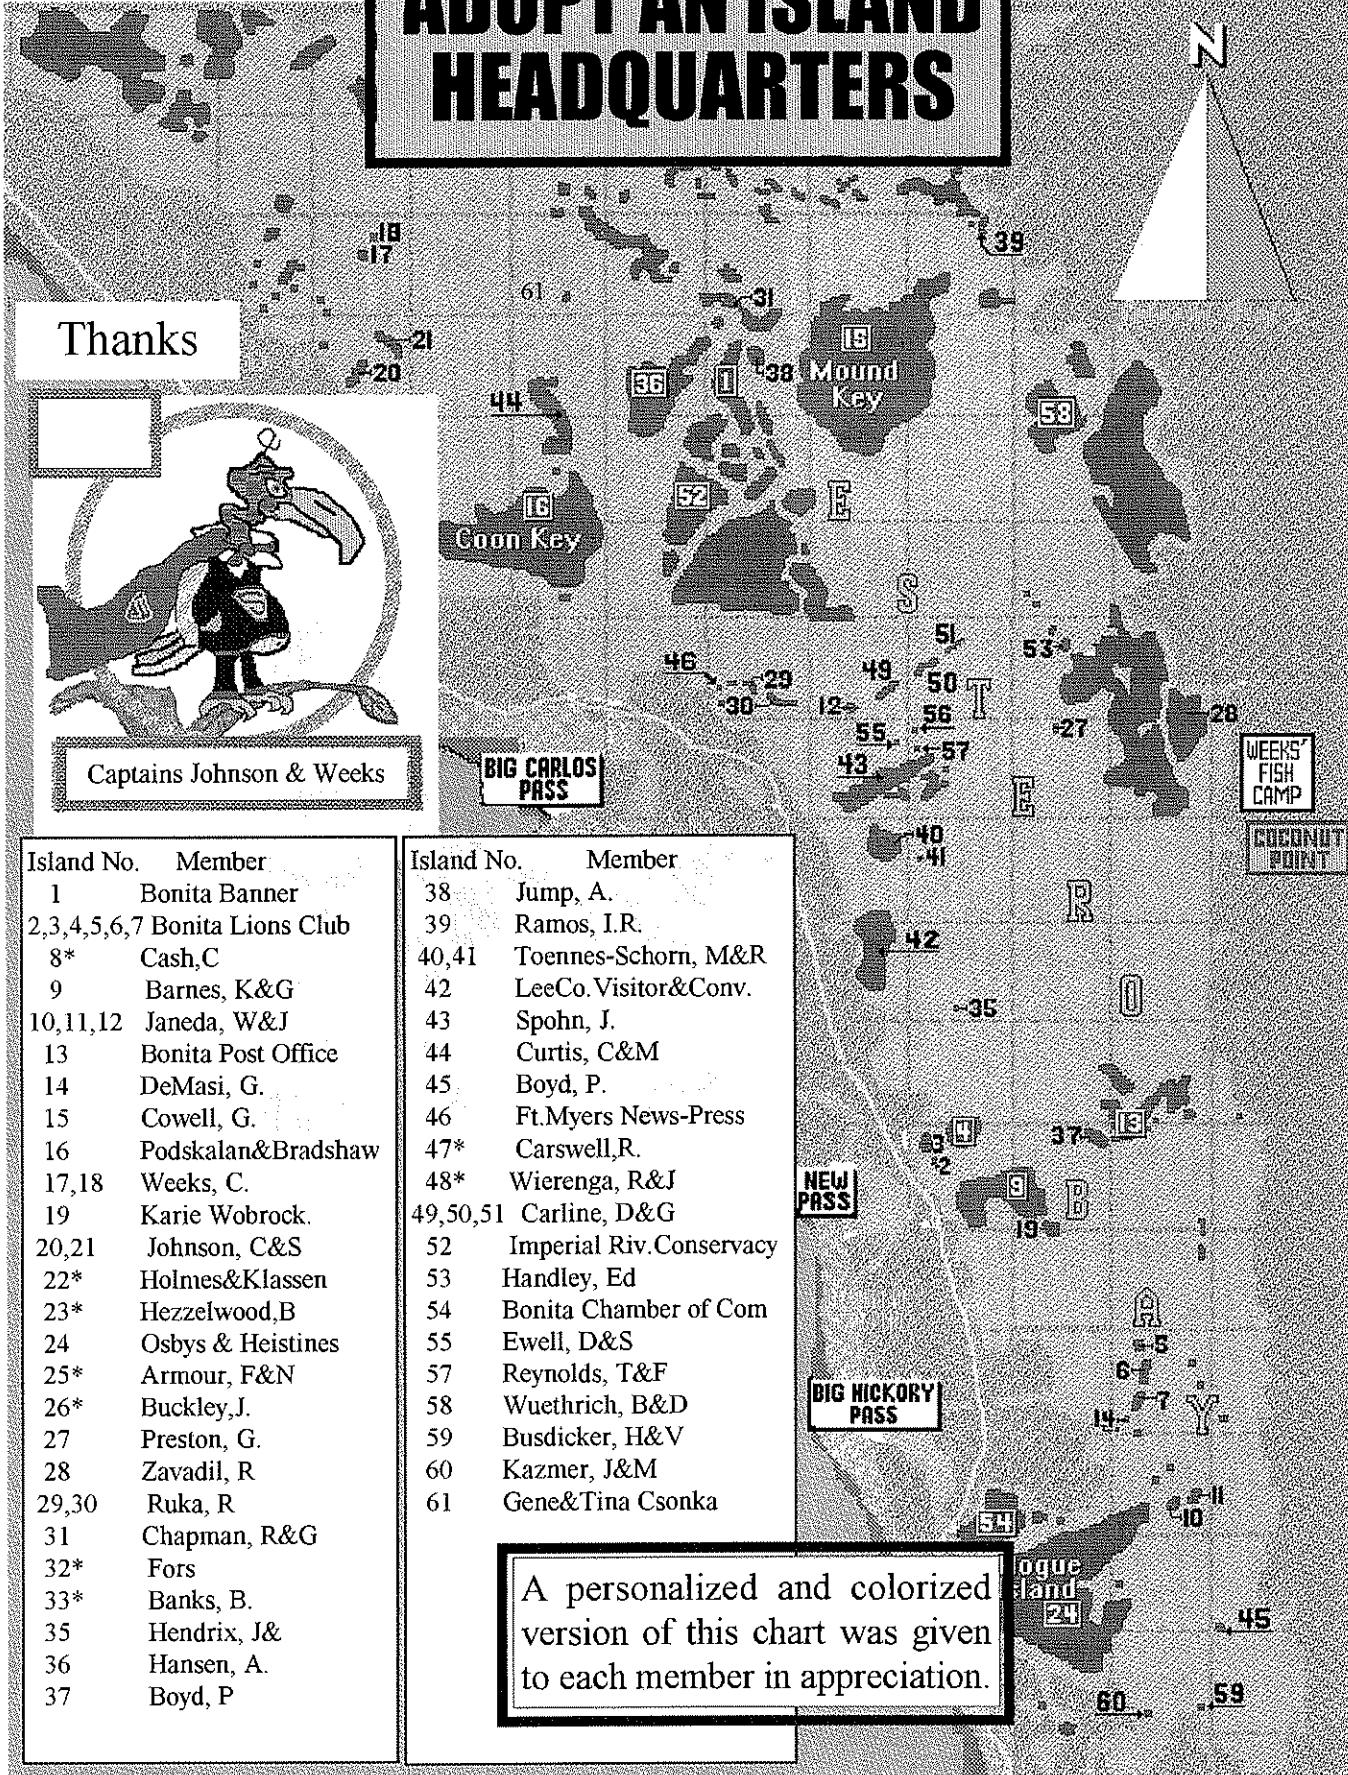 ADOPT AN ISLAND
HEADQUARTERS
N
Thanks
18
17
61
31
39
21
20
44
36
1
38
15
Mound
Key
58
16
Coon Key
52
E
S
T
E
R
O
B
A
Y
51
53
46
29
49
50
30
12
56
27
28
55
57
43
Captains Johnson & Weeks
BIG CARLOS
PASS
WEEKS'
FISH
CAMP
COCONUT
POINT
40
41
42
35
4
3
2
37
13
NEW
PASS
9
19
5
6
7
14
BIG HICKORY
PASS
11
10
54
ogue
sland
24
45
60
59
Island No. Member
1 Bonita Banner
2,3,4,5,6,7 Bonita Lions Club
8* Cash,C
9 Barnes, K&G
10,11,12 Janeda, W&J
13 Bonita Post Office
14 DeMasi, G.
15 Cowell, G.
16 Podskalan&Bradshaw
17,18 Weeks, C.
19 Karie Wobrock.
20,21 Johnson, C&S
22* Holmes&Klassen
23* Hezzelwood,B
24 Osbys & Heistines
25* Armour, F&N
26* Buckley,J.
27 Preston, G.
28 Zavadil, R
29,30 Ruka, R
31 Chapman, R&G
32* Fors
33* Banks, B.
35 Hendrix, J&
36 Hansen, A.
37 Boyd, P
Island No. Member
38 Jump, A.
39 Ramos, I.R.
40,41 Toennes-Schorn, M&R
42 LeeCo.Visitor&Conv.
43 Spohn, J.
44 Curtis, C&M
45 Boyd, P.
46 Ft.Myers News-Press
47* Carswell,R.
48* Wierenga, R&J
49,50,51 Carline, D&G
52 Imperial Riv.Conservacy
53 Handley, Ed
54 Bonita Chamber of Com
55 Ewell, D&S
57 Reynolds, T&F
58 Wuethrich, B&D
59 Busdicker, H&V
60 Kazmer, J&M
61 Gene&Tina Csonka
A personalized and colorized
version of this chart was given
to each member in appreciation.